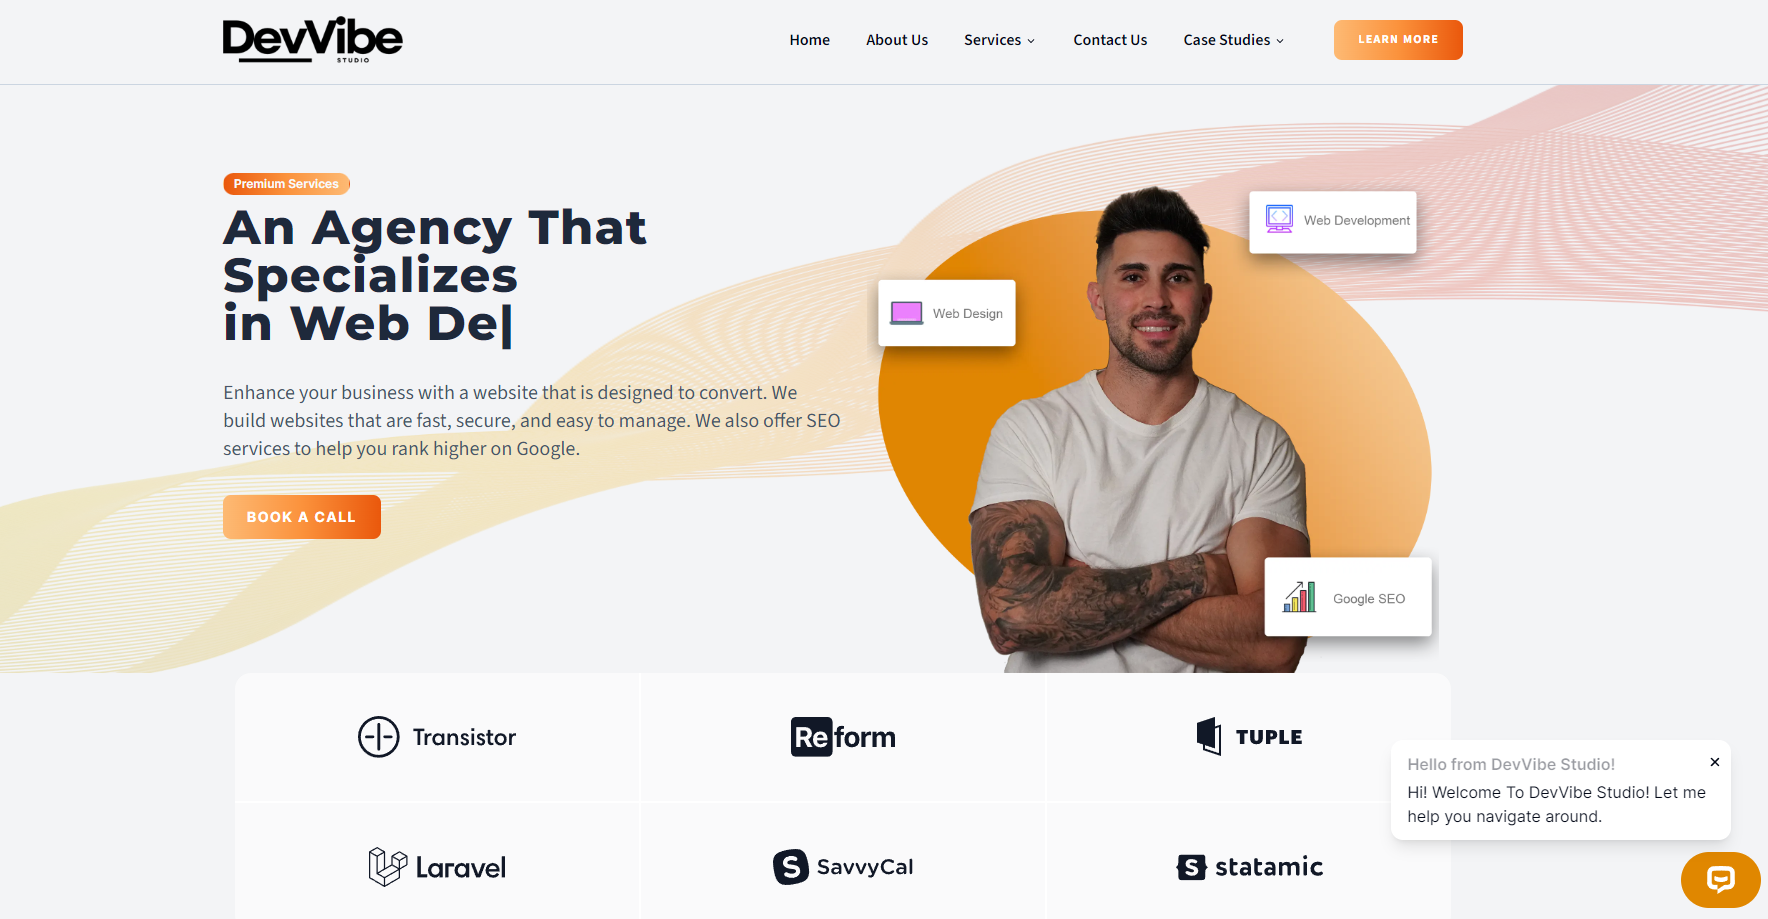 DevVibe
STUDIO
Home
About Us
Services
Contact Us
Case Studies
LEARN MORE
Premium Services
An Agency That
Specializes
in Web De|
Enhance your business with a website that is designed to convert. We
build websites that are fast, secure, and easy to manage. We also offer SEO
services to help you rank higher on Google.
BOOK A CALL
Web Development
Web Design
Google SEO
Transistor
Reform
TUPLE
Laravel
S SavvyCal
S statamic
Hello from DevVibe Studio!
Hi! Welcome To DevVibe Studio! Let me
help you navigate around.